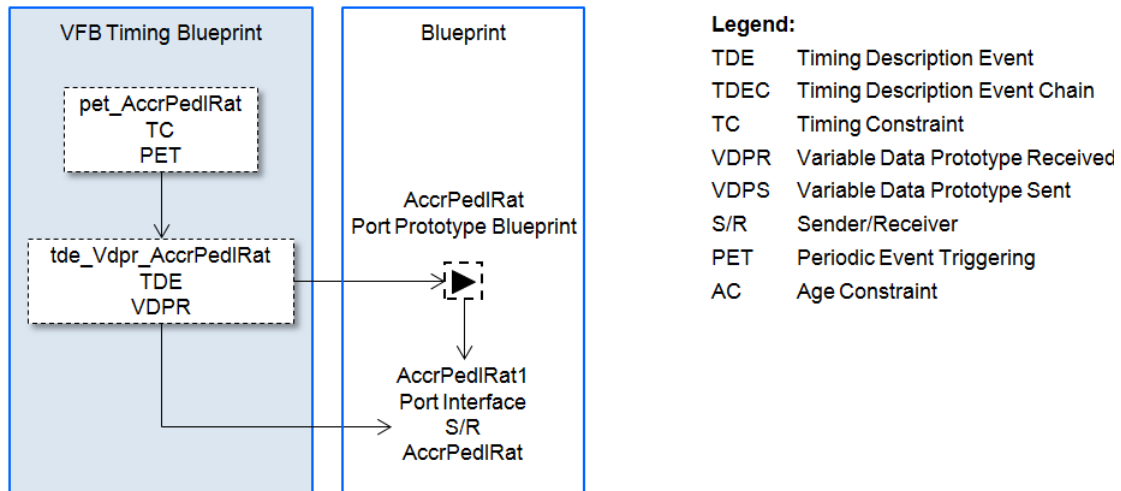 VFB Timing Blueprint
pet_AccrPedlRat
TC
PET
tde_Vdpr_AccrPedlRat
TDE
VDPR
Blueprint
AccrPedlRat
Port Prototype Blueprint
AccrPedlRat1
Port Interface
S/R
AccrPedlRat
Legend:
TDE Timing Description Event
TDEC Timing Description Event Chain
TC Timing Constraint
VDPR Variable Data Prototype Received
VDPS Variable Data Prototype Sent
S/R Sender/Receiver
PET Periodic Event Triggering
AC Age Constraint